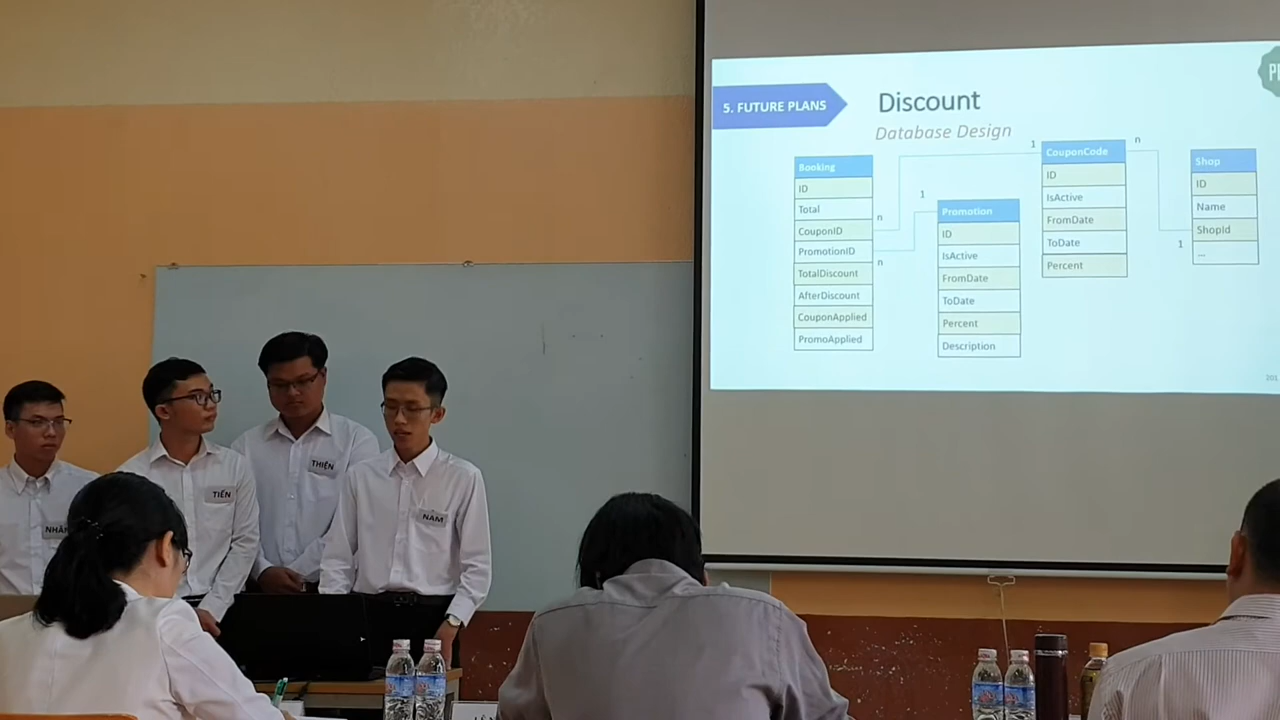 5. FUTURE PLANS
Discount
Database Design
Booking
ID
Total
CouponID
PromotionID
TotalDiscount
AfterDiscount
CouponApplied
PromoApplied
n
n
1
Promotion
ID
IsActive
FromDate
ToDate
Percent
Description
1
CouponCode
ID
IsActive
FromDate
ToDate
Percent
n
1
Shop
ID
Name
ShopId
...
THIỆN
TIẾN
NAM
NHÂN